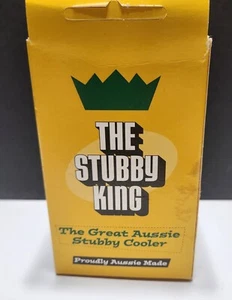 THE
STUBBY
KING
The Great Aussie
Stubby Cooler
Proudly Aussie Made